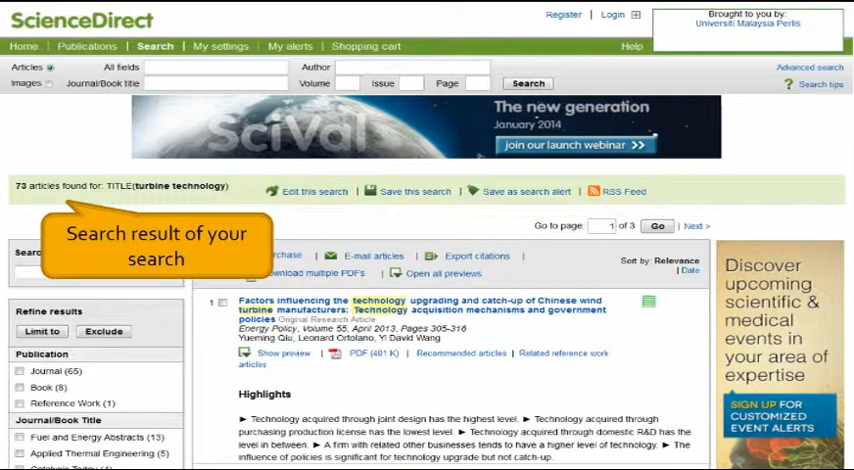 ScienceDirect
Register | Login
Brought to you by:
Universiti Malaysia Perlis
Home | Publications | Search | My settings | My alerts | Shopping cart
Help
Articles All fields Author
Advanced search
Images Journal/Book title Volume Issue Page Search
? Search tips
SciVal
The new generation
January 2014
join our launch webinar >>
73 articles found for: TITLE(turbine technology)
Edit this search | Save this search | Save as search alert | RSS Feed
Search result of your
search
Go to page: 1 of 3 Go | Next >
E-mail articles | Export citations
Sort by: Relevance
| Date
Download multiple PDFs | Open all previews
Refine results
Limit to Exclude
Publication
Journal (65)
Book (8)
Reference Work (1)
Journal/Book Title
Fuel and Energy Abstracts (13)
Applied Thermal Engineering (5)
1 Factors influencing the technology upgrading and catch-up of Chinese wind
turbine manufacturers: Technology acquisition mechanisms and government
policies Original Research Article
Energy Policy, Volume 55, April 2013, Pages 305-316
Yueming Qiu, Leonard Ortolano, Yi David Wang
Show preview | PDF (401 K) | Recommended articles | Related reference work
articles
Highlights
► Technology acquired through joint design has the highest level. ► Technology acquired through
purchasing production license has the lowest level. ► Technology acquired through domestic R&D has the
level in between. ► A firm with related other businesses tends to have a higher level of technology. ► The
influence of policies is significant for technology upgrade but not catch-up.
Discover
upcoming
scientific &
medical
events in
your area of
expertise
SIGN UP FOR
CUSTOMIZED
EVENT ALERTS